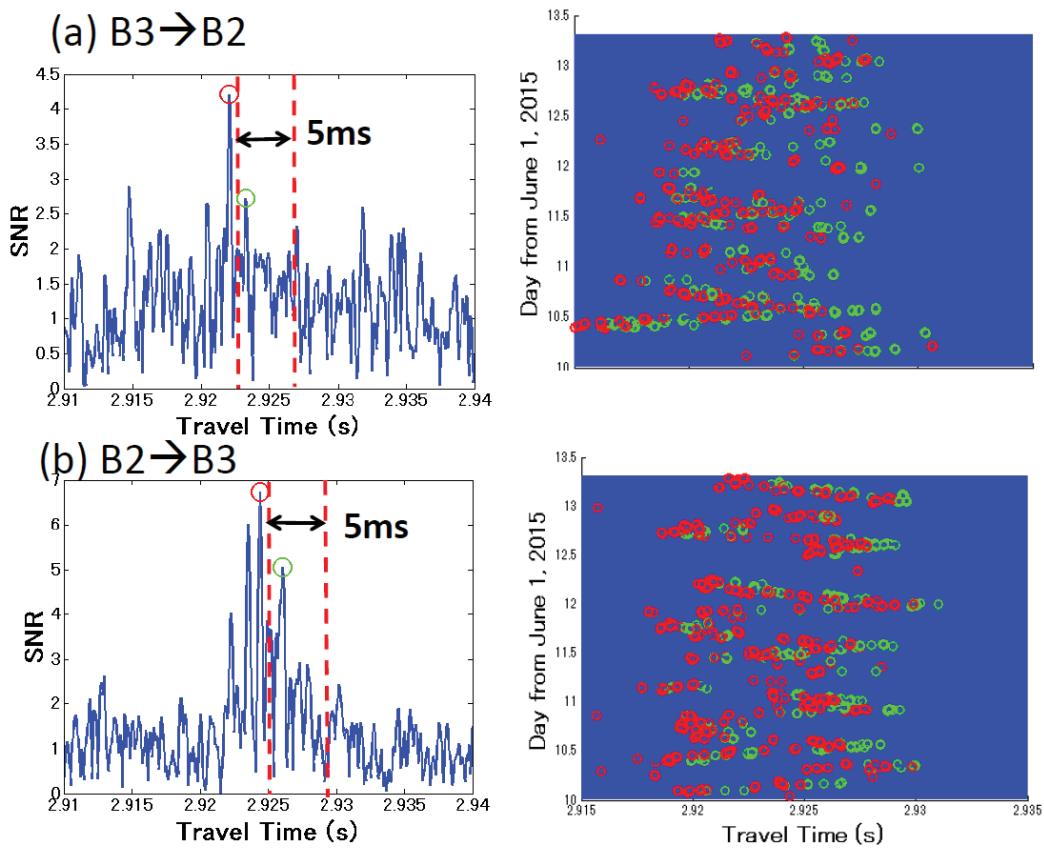 (a) B3→B2
4.5
4
3.5
3
2.5
2
1.5
1
0.5
0
SNR
5ms
2.91 2.915 2.92 2.925 2.93 2.935 2.94
Travel Time (s)
13.5
13
12.5
12
11.5
11
10.5
10
Day from June 1, 2015
(b) B2→B3
7
6
5
4
3
2
1
0
SNR
5ms
2.91 2.915 2.92 2.925 2.93 2.935 2.94
Travel Time (s)
13.5
13
12.5
12
11.5
11
10.5
10
Day from June 1, 2015
2.915 2.92 2.925 2.93 2.935
Travel Time (s)